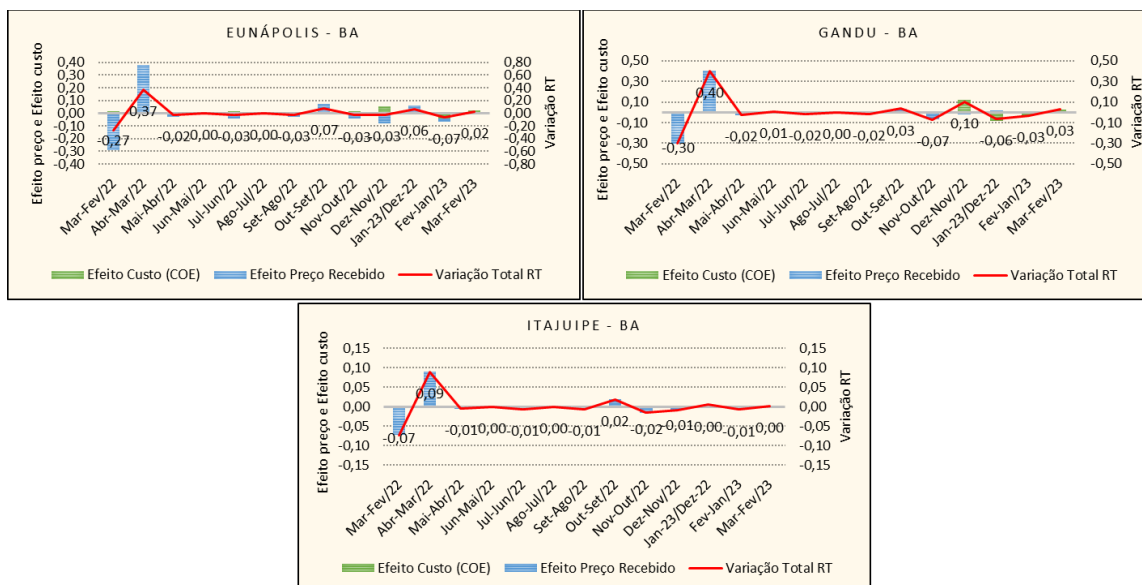 EUNÁPOLIS - BA
Efeito preço e Efeito custo
0,40
0,30
0,20
0,10
0,00
-0,10
-0,20
-0,30
-0,40
-0,27
0,37
-0,02
0,00
-0,03
0,00
-0,03
0,07
-0,03
-0,03
0,06
-0,07
0,02
0,80
0,60
0,40
0,20
0,00
-0,20
-0,40
-0,60
-0,80
Variação RT
Mar-Fev/22
Abr-Mar/22
Mai-Abr/22
Jun-Mai/22
Jul-Jun/22
Ago-Jul/22
Set-Ago/22
Out-Set/22
Nov-Out/22
Dez-Nov/22
Jan-23/Dez-22
Fev-Jan/23
Mar-Fev/23
Efeito Custo (COE)
Efeito Preço Recebido
Variação Total RT
GANDU - BA
Efeito preço e Efeito custo
0,50
0,30
0,10
-0,10
-0,30
-0,50
-0,30
0,40
-0,02
0,01
-0,02
0,00
-0,02
0,03
-0,07
0,10
-0,06
-0,03
0,03
0,50
0,30
0,10
-0,10
-0,30
-0,50
Variação RT
Mar-Fev/22
Abr-Mar/22
Mai-Abr/22
Jun-Mai/22
Jul-Jun/22
Ago-Jul/22
Set-Ago/22
Out-Set/22
Nov-Out/22
Dez-Nov/22
Jan-23/Dez-22
Fev-Jan/23
Mar-Fev/23
Efeito Custo (COE)
Efeito Preço Recebido
Variação Total RT
ITAJUIPE - BA
Efeito preço e Efeito custo
0,15
0,10
0,05
0,00
-0,05
-0,10
-0,15
-0,07
0,09
-0,01
0,00
-0,01
0,00
-0,01
0,02
-0,02
-0,01
0,00
-0,01
0,00
0,15
0,10
0,05
0,00
-0,05
-0,10
-0,15
Variação RT
Mar-Fev/22
Abr-Mar/22
Mai-Abr/22
Jun-Mai/22
Jul-Jun/22
Ago-Jul/22
Set-Ago/22
Out-Set/22
Nov-Out/22
Dez-Nov/22
Jan-23/Dez-22
Fev-Jan/23
Mar-Fev/23
Efeito Custo (COE)
Efeito Preço Recebido
Variação Total RT